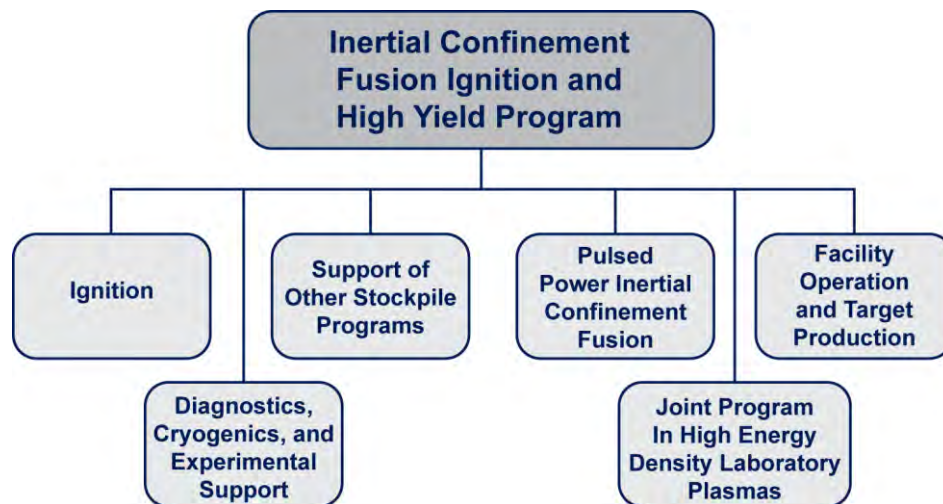 Inertial Confinement
Fusion Ignition and
High Yield Program
Ignition
Support of
Other Stockpile
Programs
Pulsed
Power Inertial
Confinement
Fusion
Facility
Operation
and Target
Production
Diagnostics,
Cryogenics, and
Experimental
Support
Joint Program
In High Energy
Density Laboratory
Plasmas